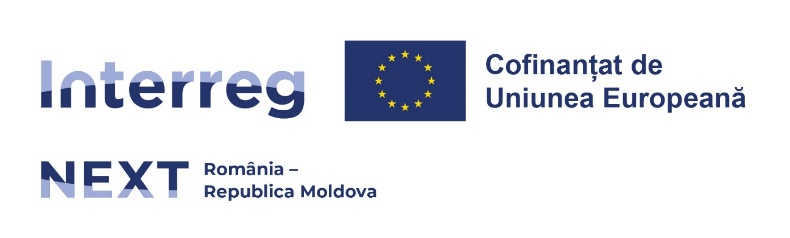 Interreg
Cofinanțat de
Uniunea Europeană
NEXT
România –
Republica Moldova